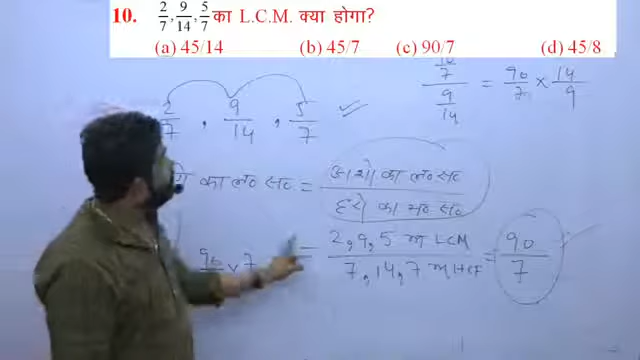 10. 2/7, 9/14, 5/7 का L.C.M. क्या होगा?
(a) 45/14 (b) 45/7 (c) 90/7 (d) 45/8
/7 / 9/14 = 90/7 × 14/9
2/7, 9/14, 5/7
का ल० स० = का ल० स० / का म० स०
= 2, 9, 5 का LCM / 7, 14, 7 का HCF = 90/7
90 × 7